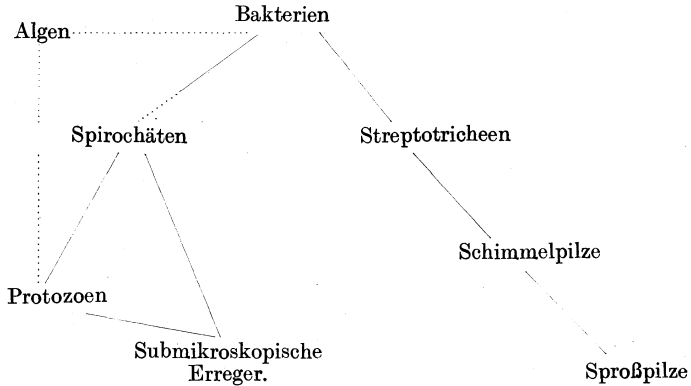 Bakterien
Algen
Spirochäten
Streptotricheen
Schimmelpilze
Protozoen
Submikroskopische
Erreger.
Sproßpilze